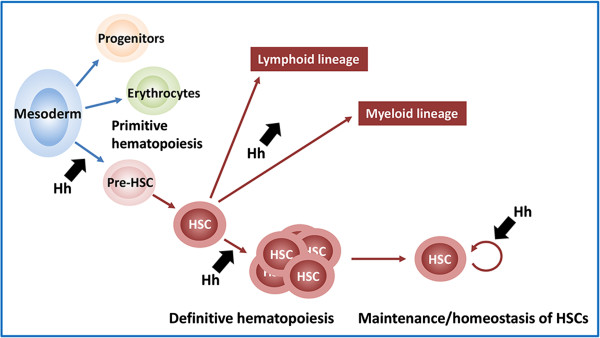 Progenitors
Lymphoid lineage
Erythrocytes
Mesoderm
Myeloid lineage
Primitive
hematopoiesis
Hh
Hh
Pre-HSC
HSC
Hh
HSC
HSC
HSC
HSC
HSC
Hh
Definitive hematopoiesis
Maintenance/homeostasis of HSCs